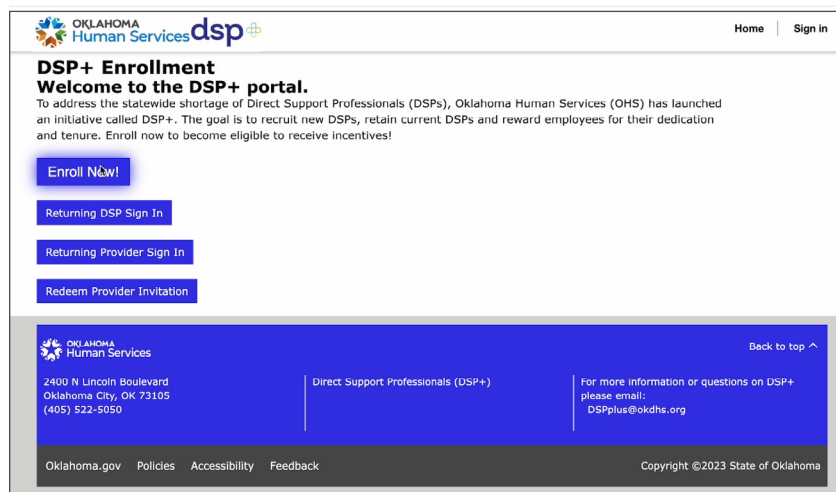 OKLAHOMA
Human Services dsp
Home Sign in
DSP+ Enrollment
Welcome to the DSP+ portal.
To address the statewide shortage of Direct Support Professionals (DSPs), Oklahoma Human Services (OHS) has launched
an initiative called DSP+. The goal is to recruit new DSPs, retain current DSPs and reward employees for their dedication
and tenure. Enroll now to become eligible to receive incentives!
Enroll Now!
Returning DSP Sign In
Returning Provider Sign In
Redeem Provider Invitation
OKLAHOMA
Human Services
Back to top
2400 N Lincoln Boulevard
Oklahoma City, OK 73105
(405) 522-5050
Direct Support Professionals (DSP+)
For more information or questions on DSP+
please email:
DSPplus@okdhs.org
Oklahoma.gov Policies Accessibility Feedback
Copyright ©2023 State of Oklahoma